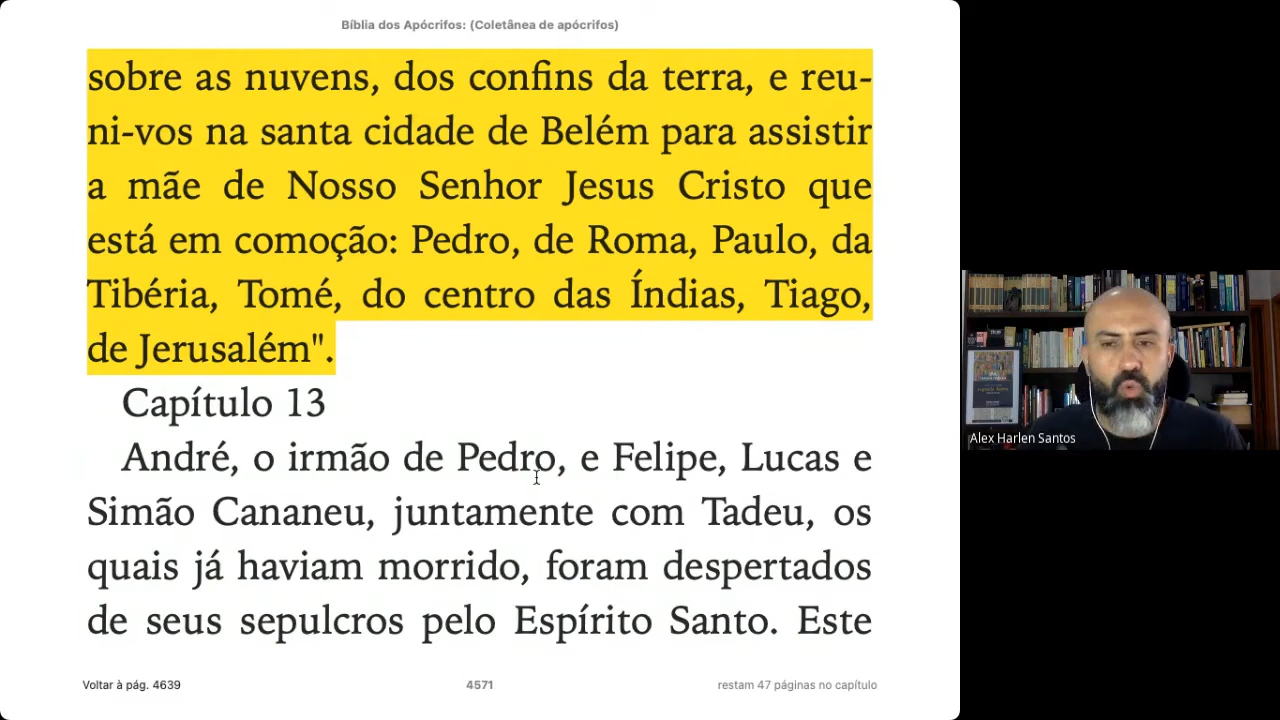 Bíblia dos Apócrifos: (Coletânea de apócrifos)
sobre as nuvens, dos confins da terra, e reu-
ni-vos na santa cidade de Belém para assistir
a mãe de Nosso Senhor Jesus Cristo que
está em comoção: Pedro, de Roma, Paulo, da
Tibéria, Tomé, do centro das Índias, Tiago,
de Jerusalém".
Capítulo 13
André, o irmão de Pedro, e Felipe, Lucas e
Simão Cananeu, juntamente com Tadeu, os
quais já haviam morrido, foram despertados
de seus sepulcros pelo Espírito Santo. Este
Voltar à pág. 4639
4571
restam 47 páginas no capítulo
Alex Harlen Santos